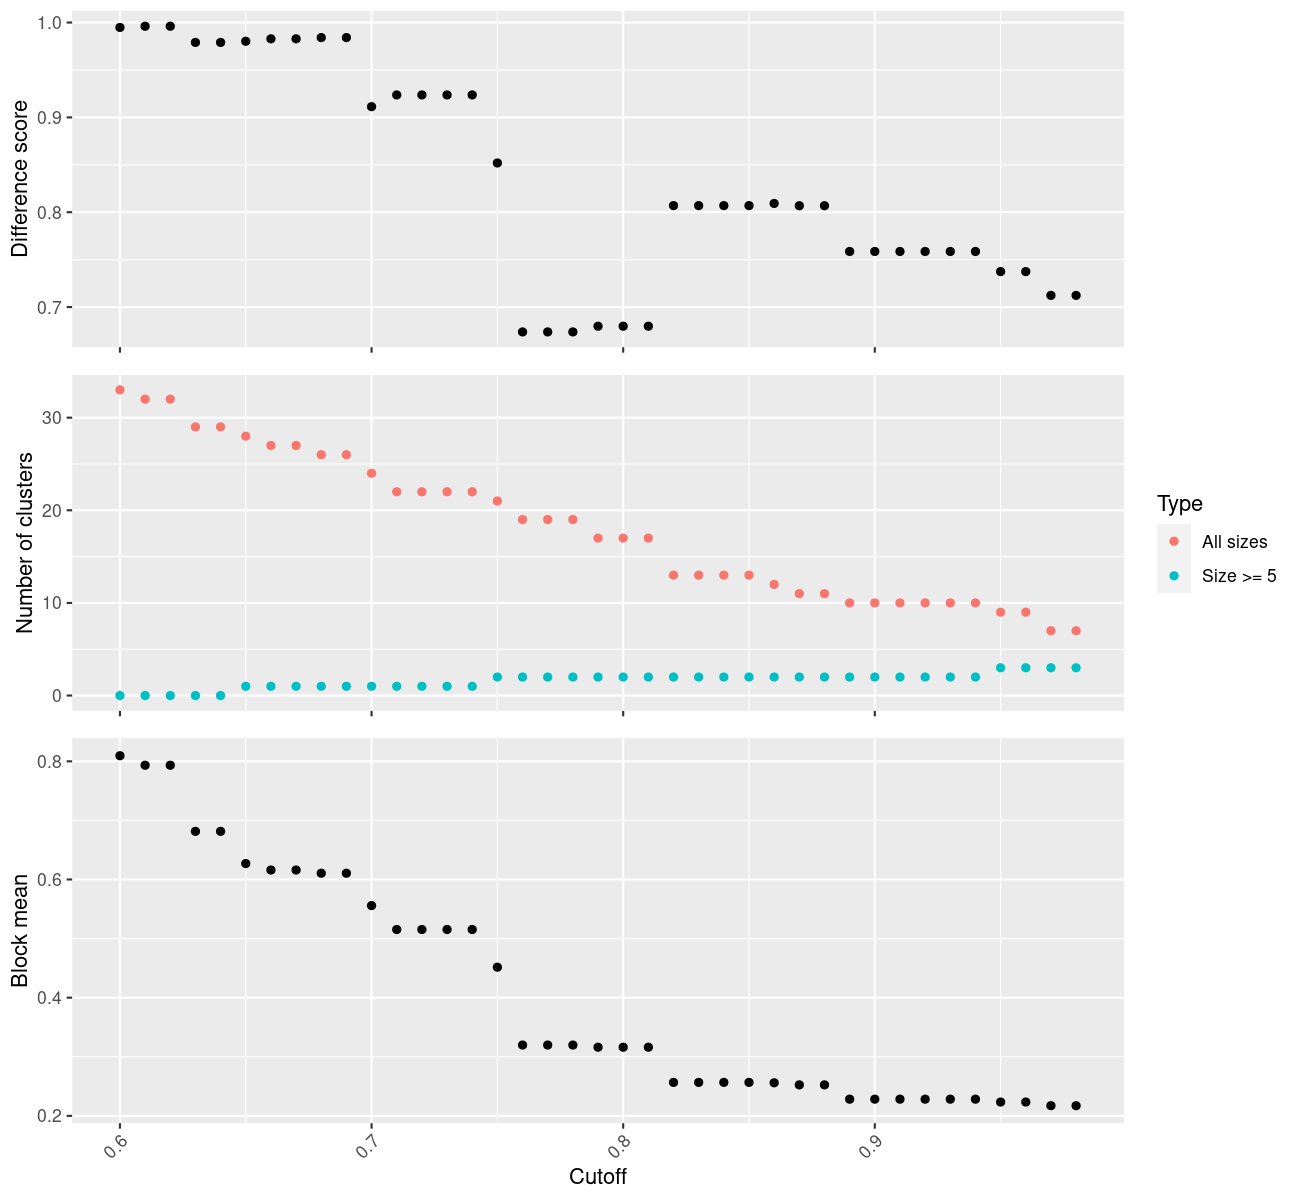 Difference score
1.0
0.9
0.8
0.7
Number of clusters
30
20
10
0
Type
All sizes
Size >= 5
Block mean
0.8
0.6
0.4
0.2
0.6
0.7
0.8
0.9
Cutoff